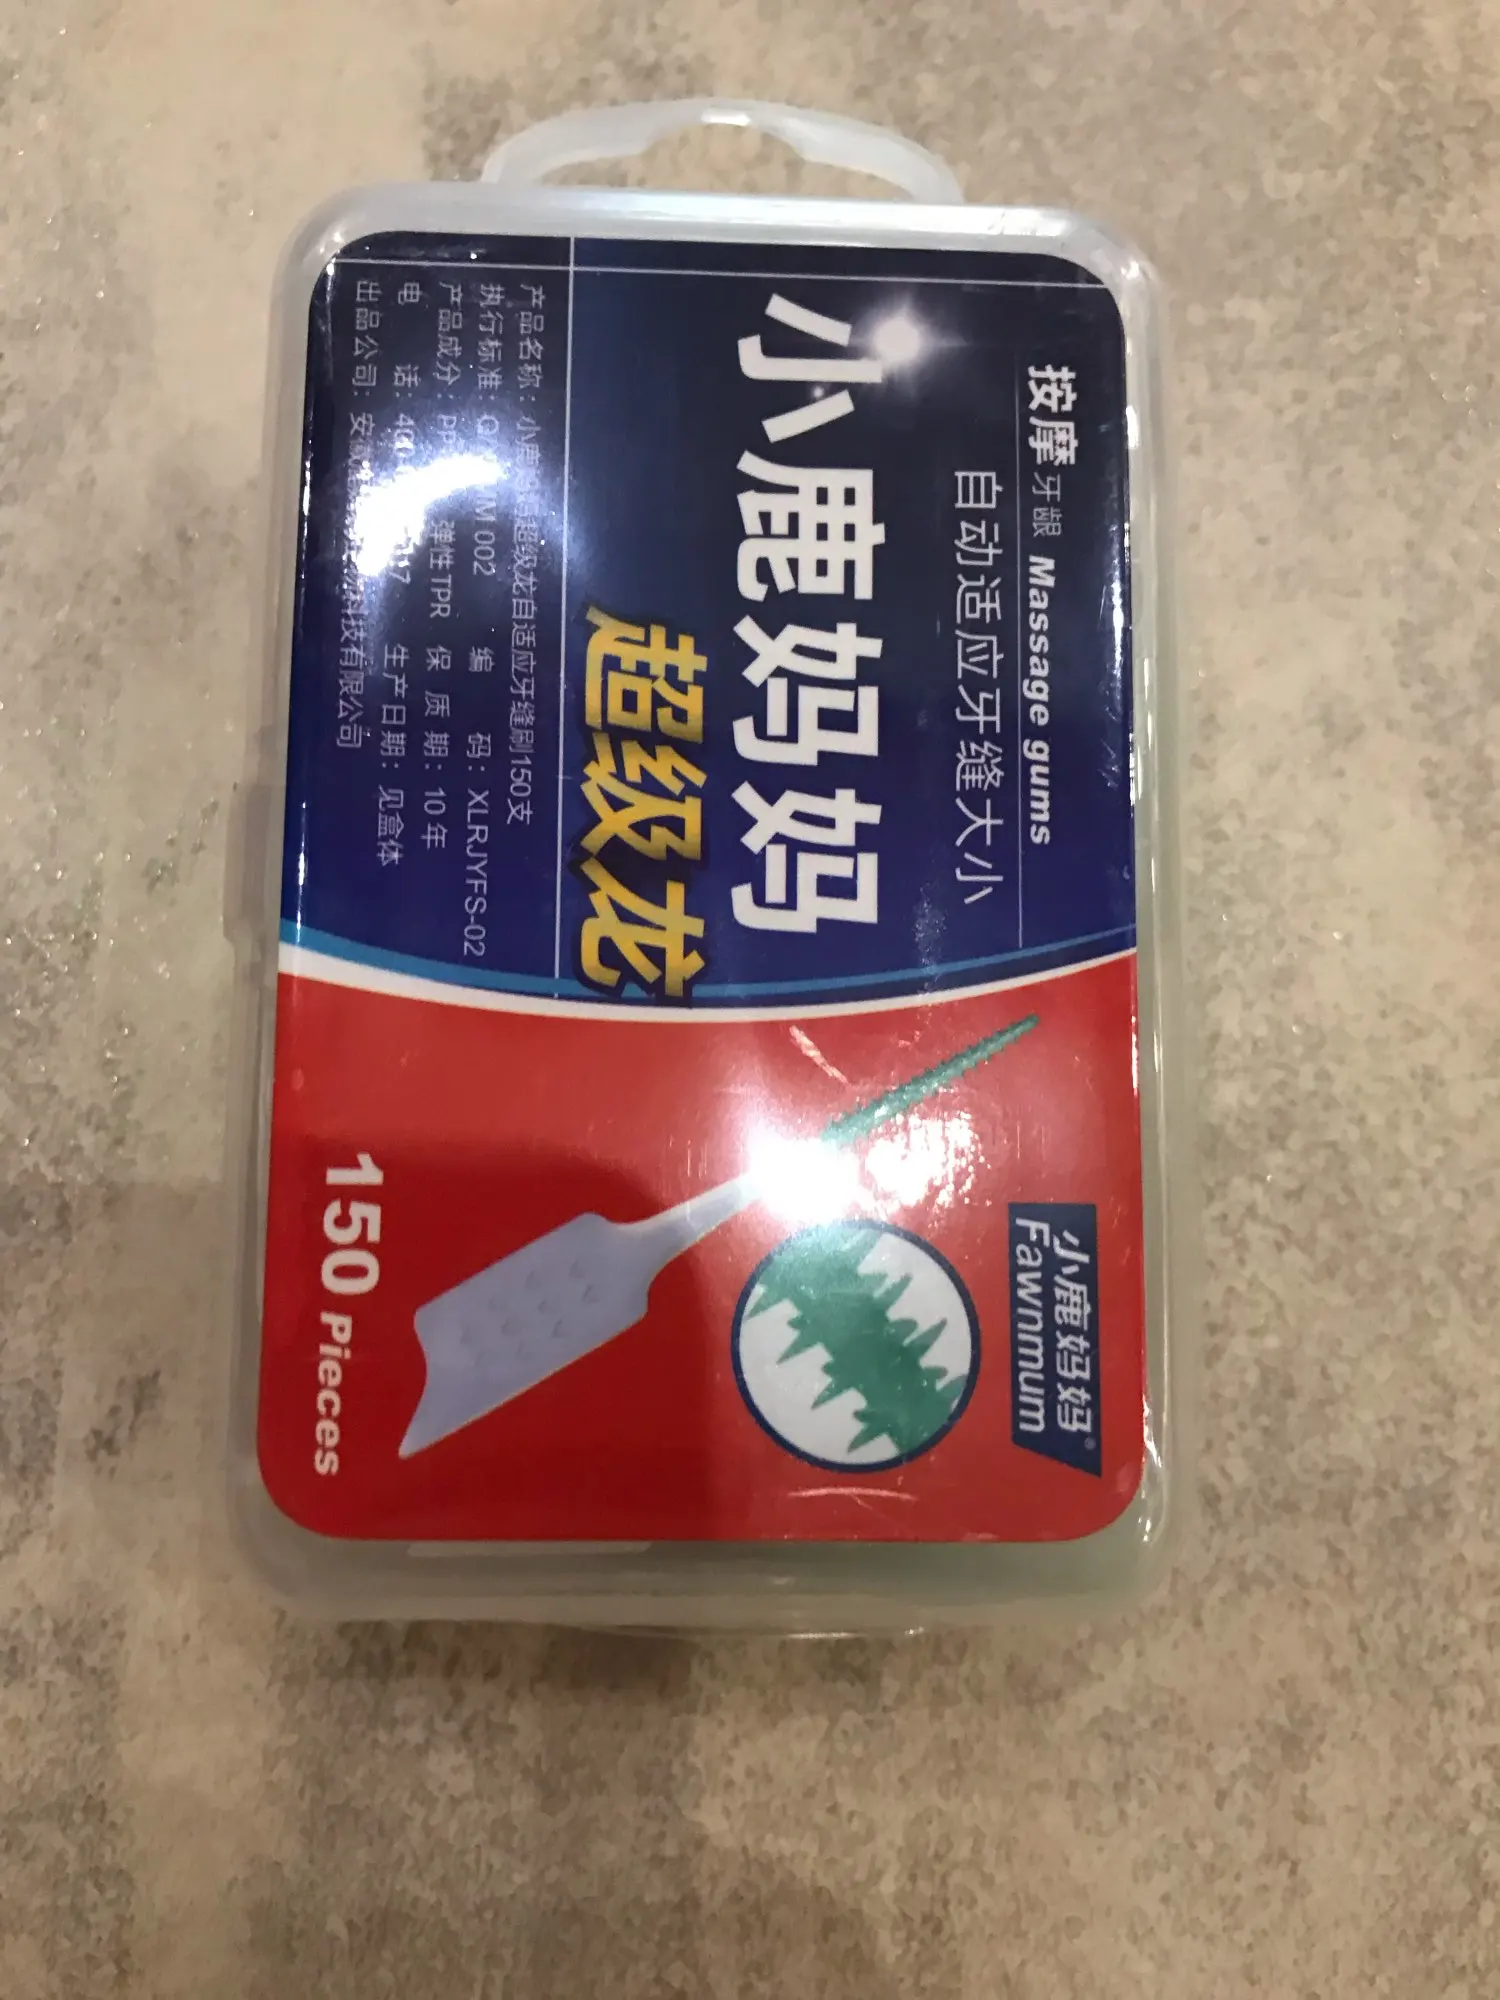 按摩牙龈 Massage gums
自动适应牙缝大小
小鹿妈妈
超级龙
产品名称：小鹿妈妈超级龙自适应牙缝刷150支
执行标准： 002 编 码：XLRJYFS-02
产品成分： 弹性TPR 保 质 期：10年
电 话： 生产日期：见盒体
出品公司： 科技有限公司
小鹿妈妈®
Fawnmum
150 Pieces